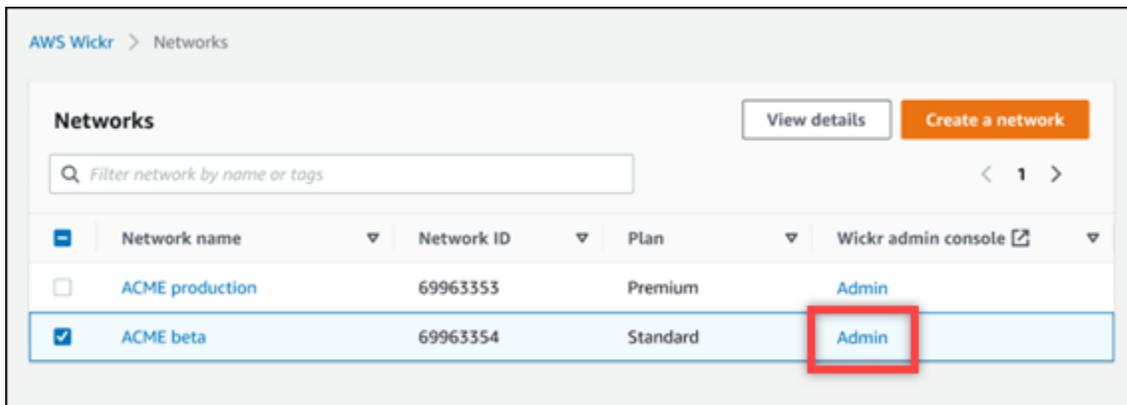 AWS Wickr > Networks
Networks
View details
Create a network
Filter network by name or tags
< 1 >
Network name Network ID Plan Wickr admin console
ACME production 69963353 Premium Admin
ACME beta 69963354 Standard Admin